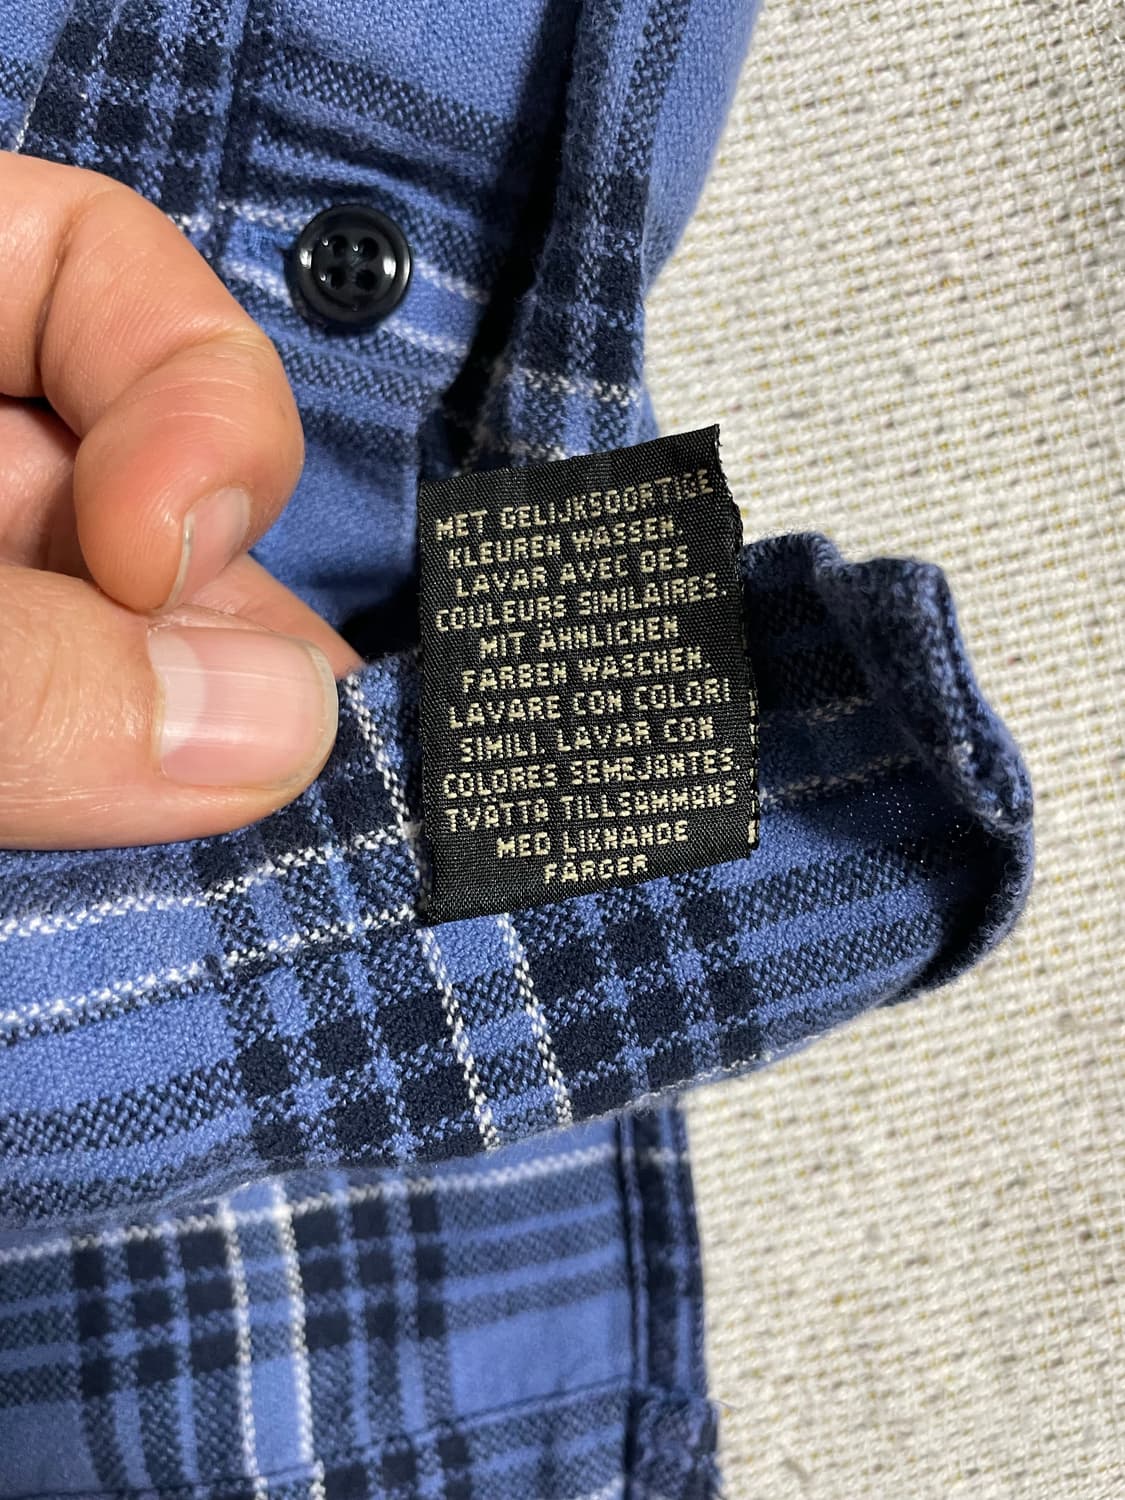 MET GELIJKSOORTIGE
KLEUREN WASSEN.
LAVAR AVEC DES
COULEURS SIMILAIRES.
MIT ÄHNLICHEN
FARBEN WASCHEN.
LAVARE CON COLORI
SIMILI. LAVAR CON
COLORES SEMEJANTES
TVÄTTA TILLSAMMANS
MED LIKNANDE
FÄRGER